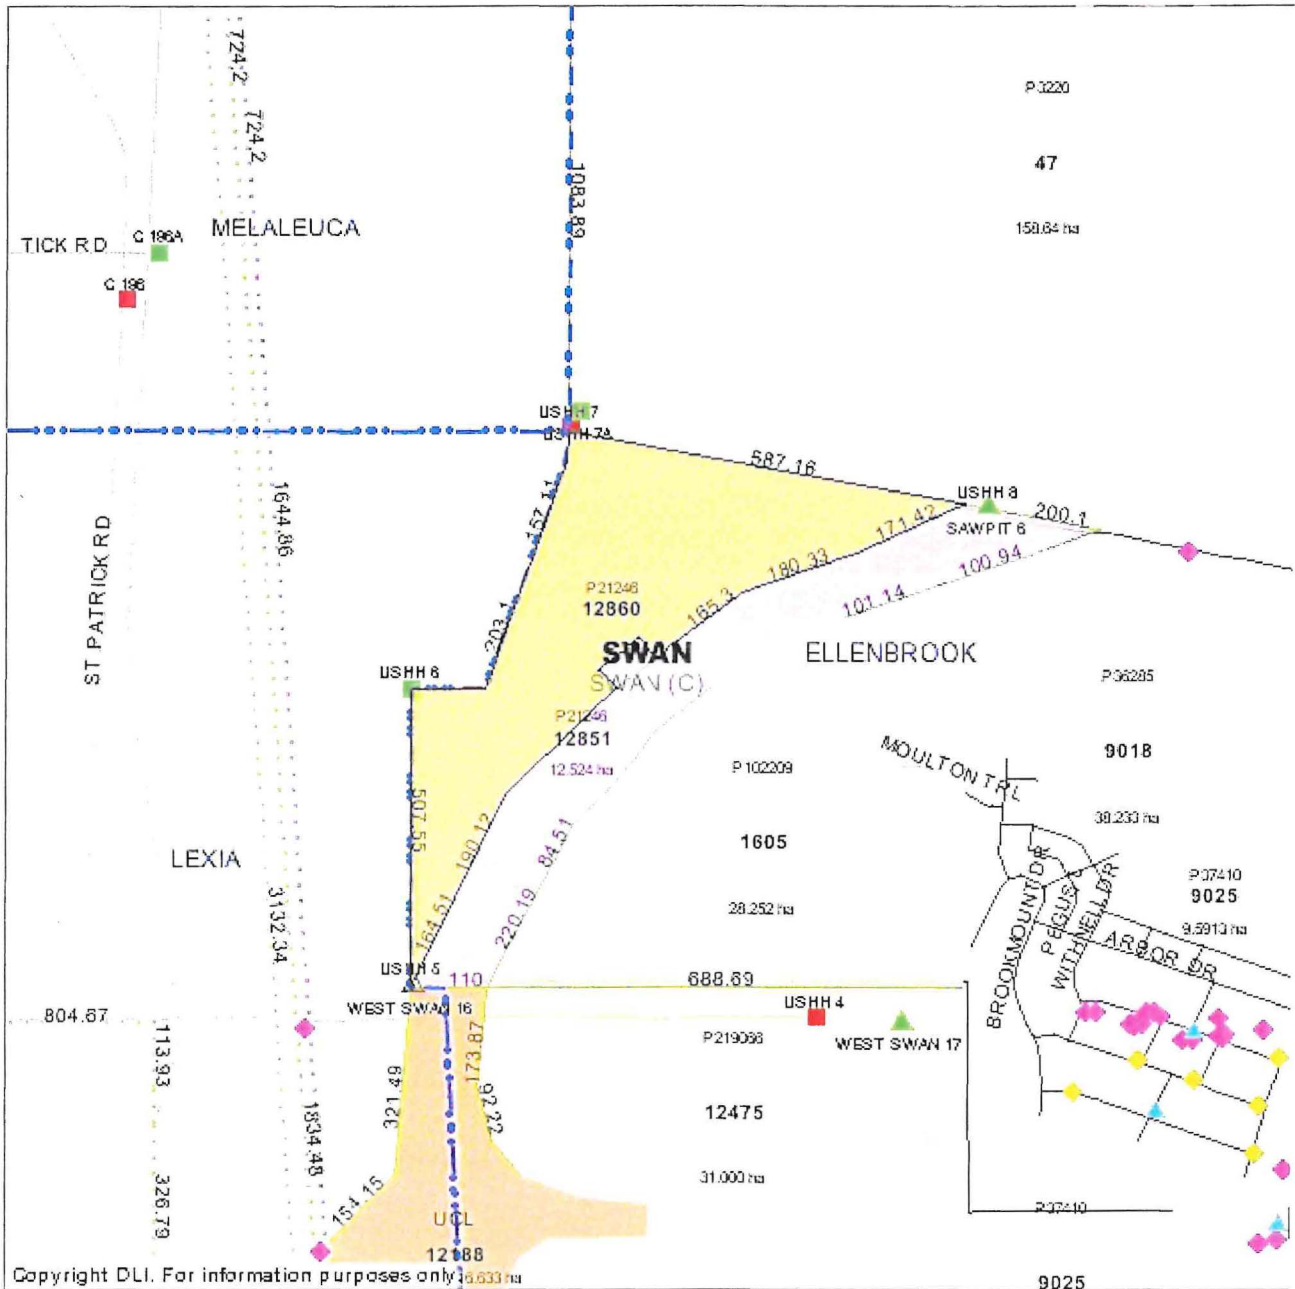 724.2
724.2
P 3220
47
158.64 ha
1083.89
MELALEUCA
TICK RD
G 196A
G 196
USHH 7
USHH 7A
587.16
USHH 8
200.1
SAWPIT 6
171.42
180.33
100.94
101.14
165.3
157.11
203.1
1644.86
ST PATRICK RD
P21246
12860
SWAN
SWAN (C)
ELLENBROOK
USHH 6
P21246
12851
12.524 ha
P36285
9018
38.233 ha
MOULTON TRL
P102209
1605
28.252 ha
507.55
190.12
84.51
164.51
220.19
LEXIA
3132.34
P37410
9025
9.5913 ha
BROOKMOUNT DR
PEGUS
WITHNELL DR
ARBOR DR
USHH 5
110
688.69
WEST SWAN 16
USHH 4
WEST SWAN 17
804.67
113.93
326.79
1834.48
321.49
154.15
173.87
92.22
P219066
12475
31.000 ha
UCL
12188
6.633 ha
P37410
9025
Copyright DLI. For information purposes only